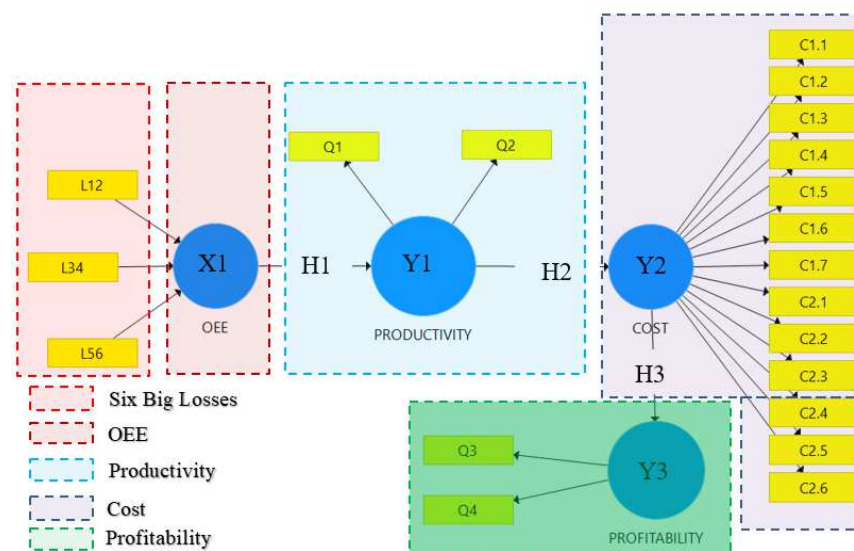 L12
L34
L56
X1
OEE
H1
Q1
Q2
Y1
PRODUCTIVITY
H2
Y2
COST
C1.1
C1.2
C1.3
C1.4
C1.5
C1.6
C1.7
C2.1
C2.2
C2.3
C2.4
C2.5
C2.6
H3
Q3
Q4
Y3
PROFITABILITY
Six Big Losses
OEE
Productivity
Cost
Profitability